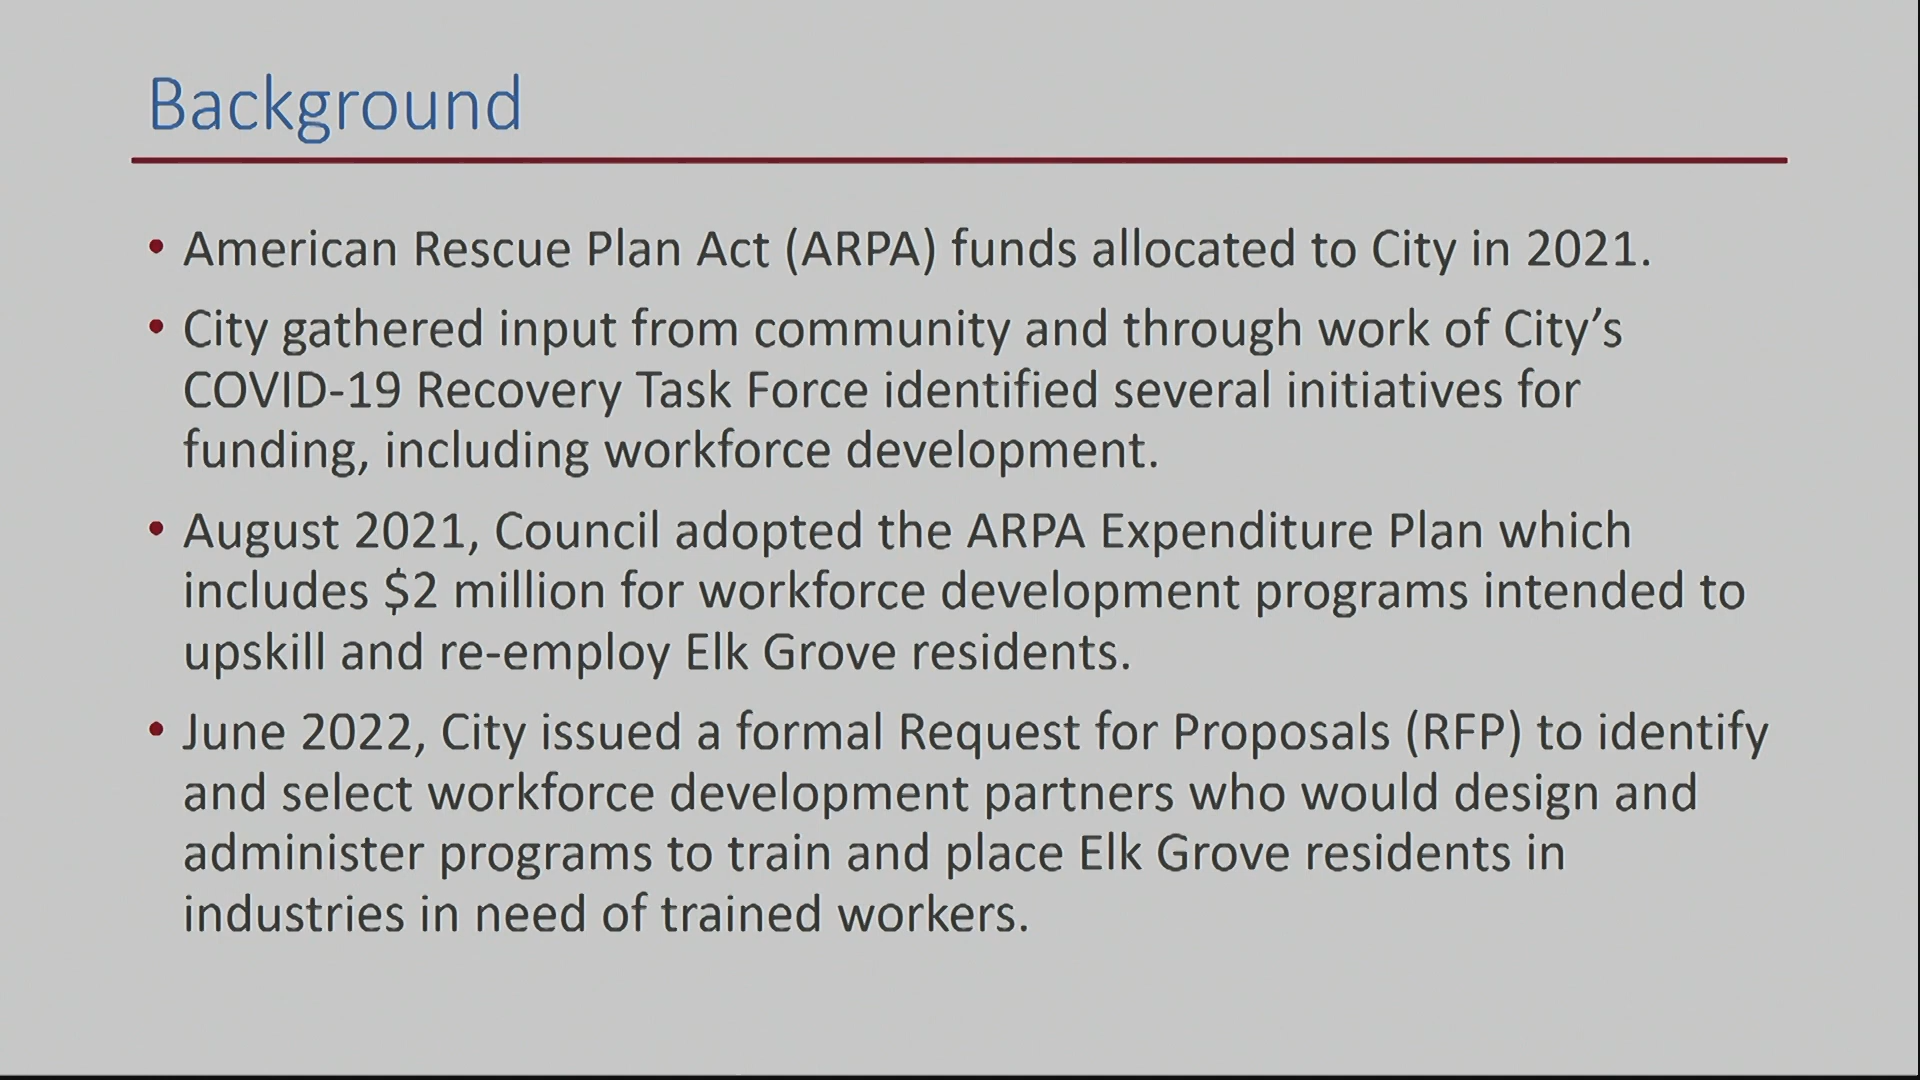 Background
• American Rescue Plan Act (ARPA) funds allocated to City in 2021.
• City gathered input from community and through work of City’s
COVID-19 Recovery Task Force identified several initiatives for
funding, including workforce development.
• August 2021, Council adopted the ARPA Expenditure Plan which
includes $2 million for workforce development programs intended to
upskill and re-employ Elk Grove residents.
• June 2022, City issued a formal Request for Proposals (RFP) to identify
and select workforce development partners who would design and
administer programs to train and place Elk Grove residents in
industries in need of trained workers.